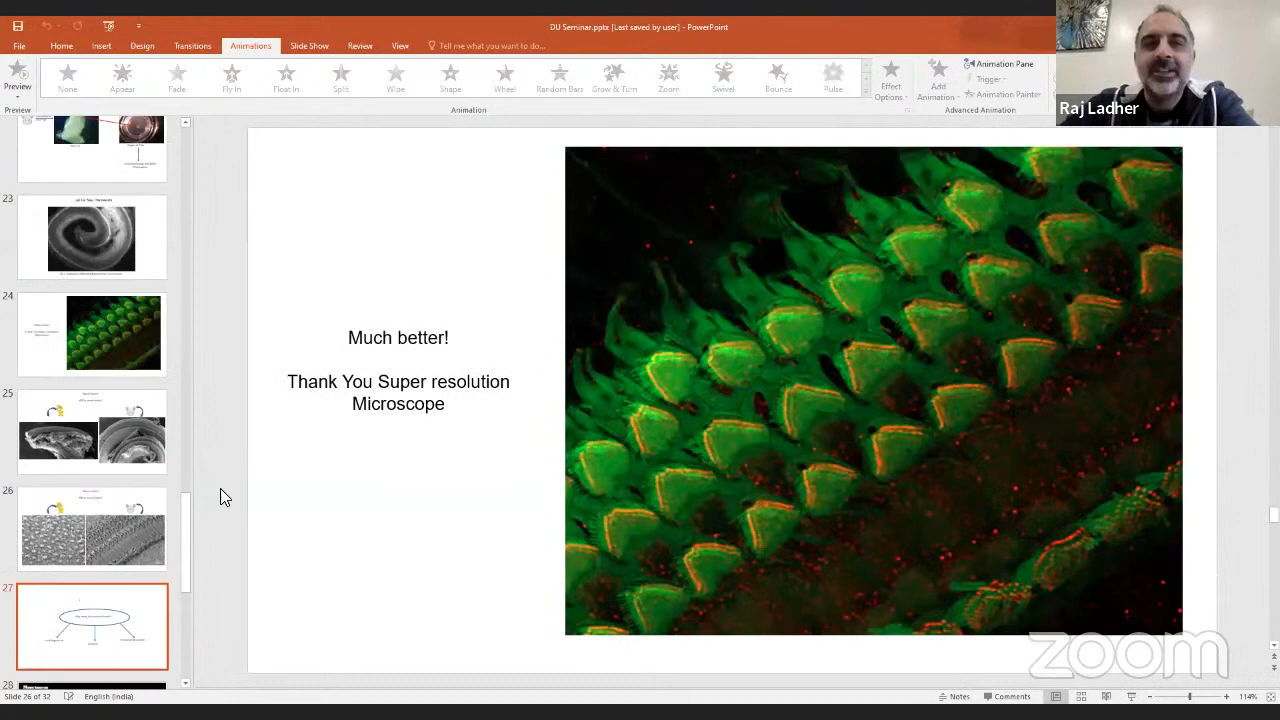 DU Seminar.pptx [Last saved by user] - PowerPoint
File Home Insert Design Transitions Animations Slide Show Review View Tell me what you want to do...
Preview None Appear Fade Fly In Float In Split Wipe Shape Wheel Random Bars Grow & Turn Zoom Swivel Bounce Pulse Effect Options Add Animation Animation Pane
Trigger
Animation Painter
Preview Animation Advanced Animation
Raj Ladher
23
24
25
26
27
28
Much better!
Thank You Super resolution
Microscope
zoom
Slide 26 of 32 English (India) Notes Comments 114%